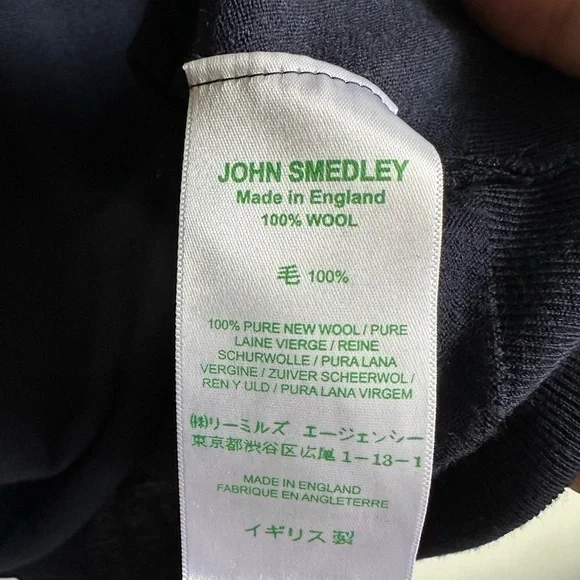 JOHN SMEDLEY
Made in England
100% WOOL
毛 100%
100% PURE NEW WOOL / PURE
LAINE VIERGE / REINE
SCHURWOLLE / PURA LANA
VERGINE / ZUIVER SCHEERWOL /
REN Y ULD / PURA LANA VIRGEM
㈱リーミルズ エージェンシー
東京都渋谷区広尾 1-13-1
MADE IN ENGLAND
FABRIQUE EN ANGLETERRE
イギリス製